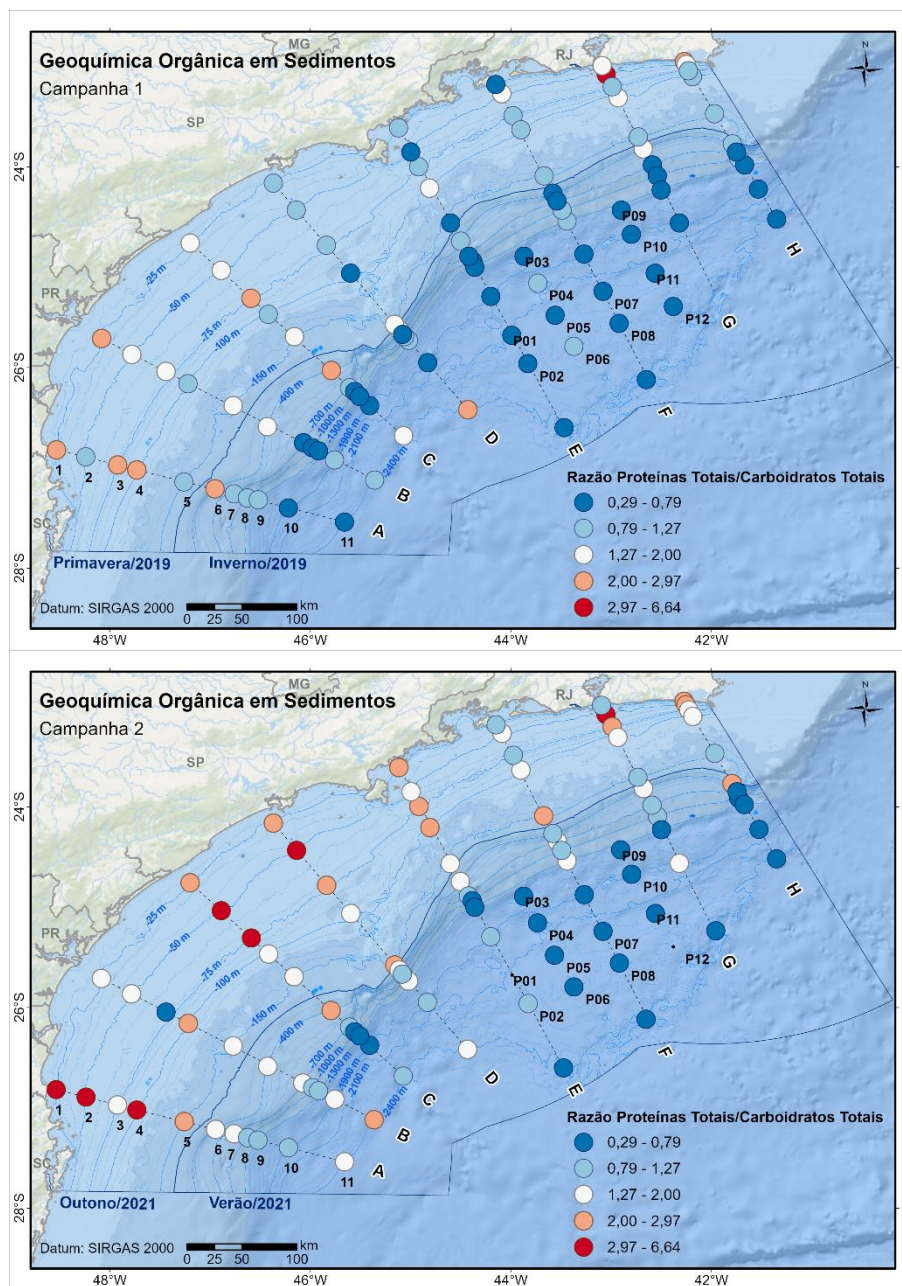 MG
RJ
N
Geoquímica Orgânica em Sedimentos
Campanha 1
SP
24°S
PR
-25 m
-50 m
-75 m
-100 m
-150 m
-400 m
-700 m
-1000 m
-1300 m
-1900 m
-2100 m
-2400 m
P03
P09
P10
P04
P11
P05
P07
P12
P01
P06
P08
P02
H
G
F
E
D
C
B
A
26°S
1
2
3
4
5
6
7
8
9
10
11
SC
Razão Proteínas Totais/Carboidratos Totais
0,29 - 0,79
0,79 - 1,27
1,27 - 2,00
2,00 - 2,97
2,97 - 6,64
28°S
Primavera/2019
Inverno/2019
Datum: SIRGAS 2000
km
0 25 50 100
48°W 46°W 44°W 42°W
MG
RJ
N
Geoquímica Orgânica em Sedimentos
Campanha 2
SP
24°S
PR
-25 m
-50 m
-75 m
-100 m
-150 m
-400 m
-700 m
-1000 m
-1300 m
-1900 m
-2100 m
-2400 m
P03
P09
P10
P04
P11
P05
P07
P12
P01
P06
P08
P02
H
G
F
E
D
C
B
A
26°S
1
2
3
4
5
6
7
8
9
10
11
SC
Razão Proteínas Totais/Carboidratos Totais
0,29 - 0,79
0,79 - 1,27
1,27 - 2,00
2,00 - 2,97
2,97 - 6,64
28°S
Outono/2021
Verão/2021
Datum: SIRGAS 2000
km
0 25 50 100
48°W 46°W 44°W 42°W